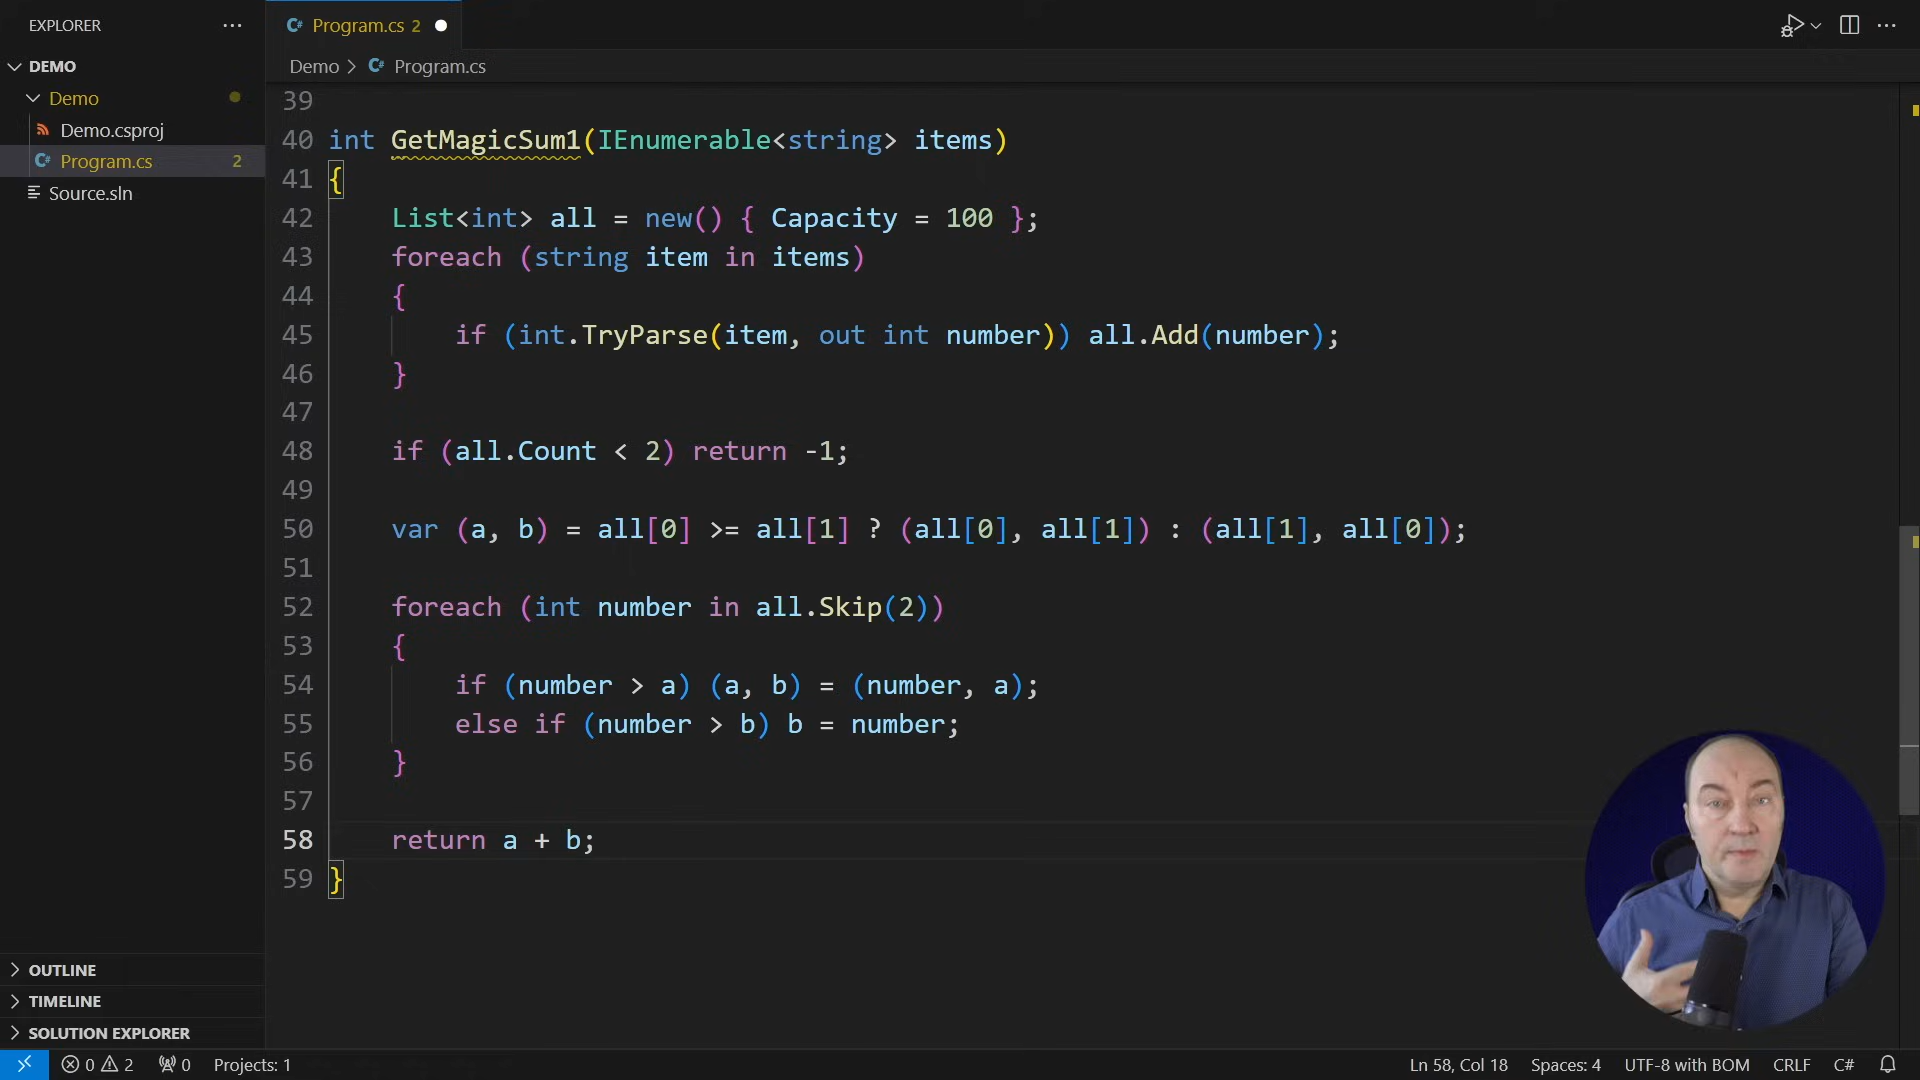 EXPLORER
DEMO
Demo
Demo.csproj
Program.cs 2
Source.sln
OUTLINE
TIMELINE
SOLUTION EXPLORER
C# Program.cs 2
Demo > C# Program.cs
39
40 int GetMagicSum1(IEnumerable<string> items)
41 {
42 List<int> all = new() { Capacity = 100 };
43 foreach (string item in items)
44 {
45 if (int.TryParse(item, out int number)) all.Add(number);
46 }
47
48 if (all.Count < 2) return -1;
49
50 var (a, b) = all[0] >= all[1] ? (all[0], all[1]) : (all[1], all[0]);
51
52 foreach (int number in all.Skip(2))
53 {
54 if (number > a) (a, b) = (number, a);
55 else if (number > b) b = number;
56 }
57
58 return a + b;
59 }
0 2 0 Projects: 1 Ln 58, Col 18 Spaces: 4 UTF-8 with BOM CRLF C#